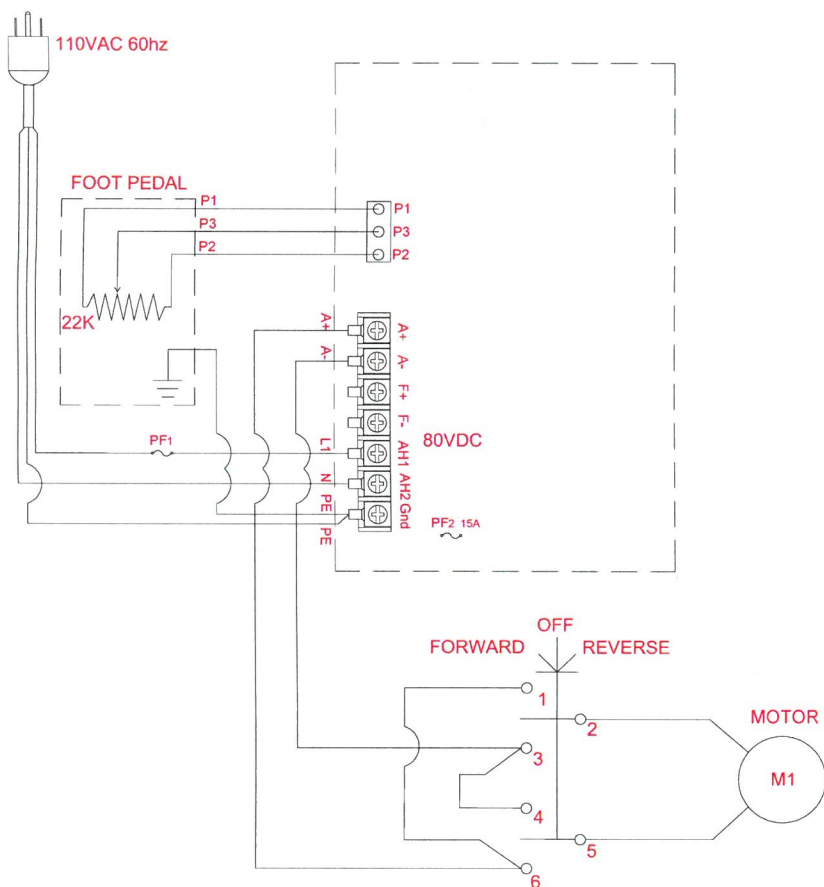 110VAC 60hz
FOOT PEDAL
P1
P3
P2
P1
P3
P2
22K
A+
A-
A+
A-
F+
F-
80VDC
PF1
L1
AH1
N
AH2
PE
Gnd
PE
PF2 15A
OFF
FORWARD
REVERSE
1
2
MOTOR
3
M1
4
5
6